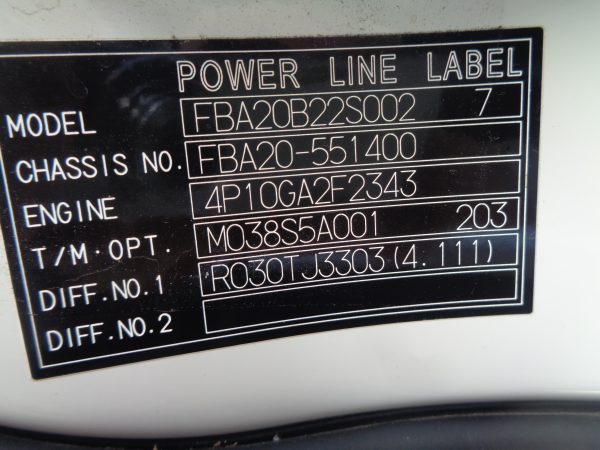 POWER LINE LABEL
MODEL FBA20B22S002 7
CHASSIS NO. FBA20-551400
ENGINE 4P10GA2F2343
T/M·OPT. M038S5A001 203
DIFF.NO.1 R030TJ3303(4.111)
DIFF.NO.2